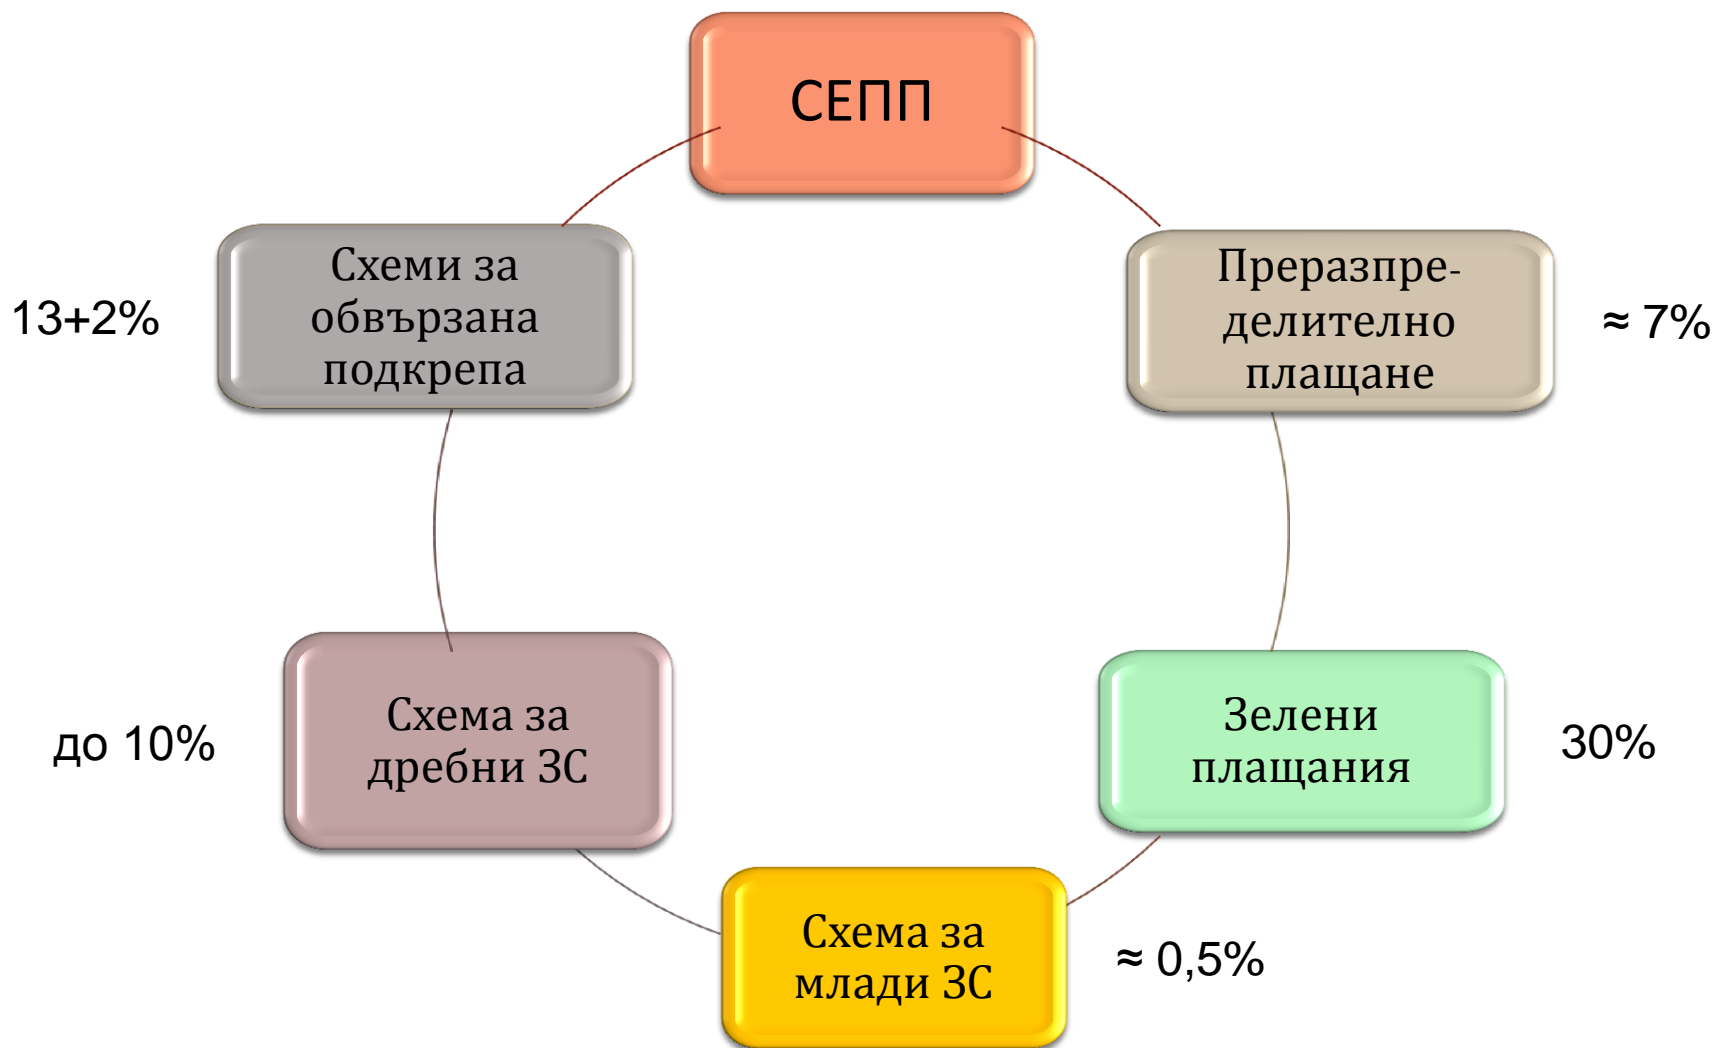 СЕПП
Схеми за
обвързана
подкрепа
13+2%
Преразпре-
делително
плащане
≈ 7%
Схема за
дребни ЗС
до 10%
Зелени
плащания
30%
Схема за
млади ЗС
≈ 0,5%